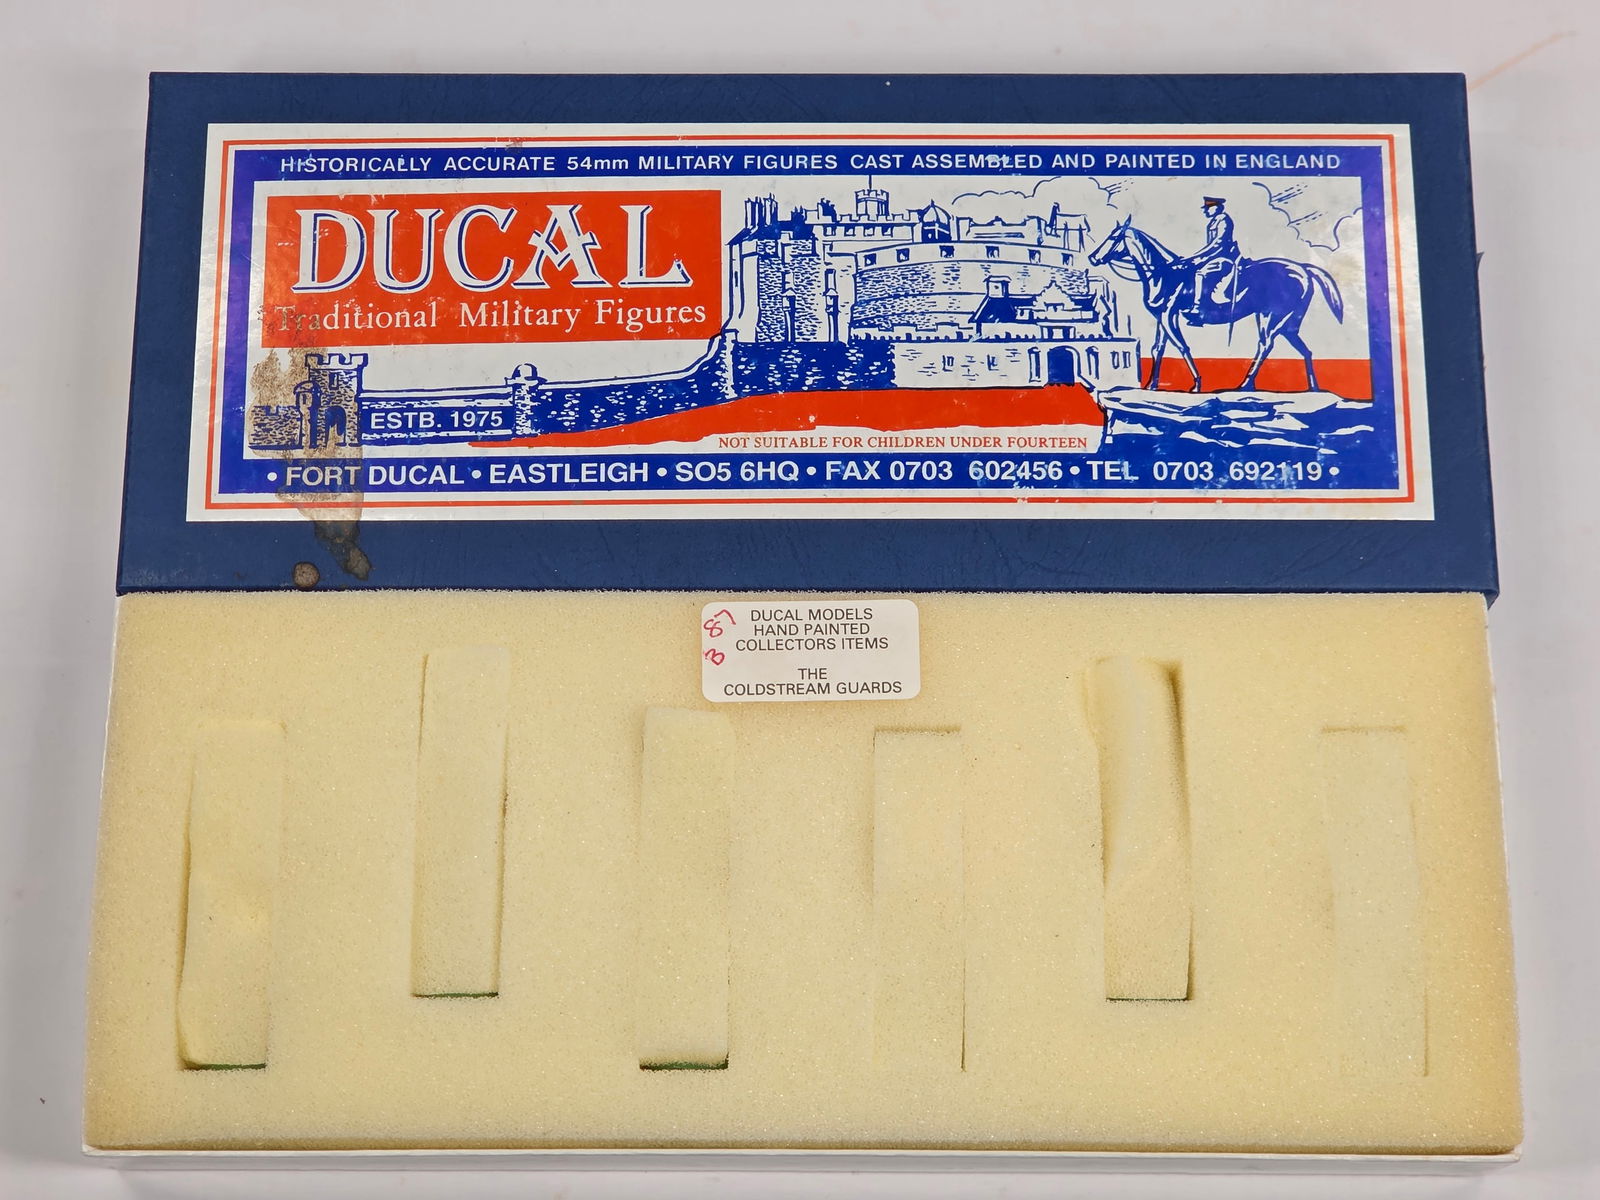 HISTORICALLY ACCURATE 54mm MILITARY FIGURES CAST ASSEMBLED AND PAINTED IN ENGLAND
DUCAL
Traditional Military Figures
ESTB. 1975
NOT SUITABLE FOR CHILDREN UNDER FOURTEEN
• FORT DUCAL • EASTLEIGH • SO5 6HQ • FAX 0703 602456 • TEL 0703 692119 •
B 87
DUCAL MODELS
HAND PAINTED
COLLECTORS ITEMS
THE
COLDSTREAM GUARDS